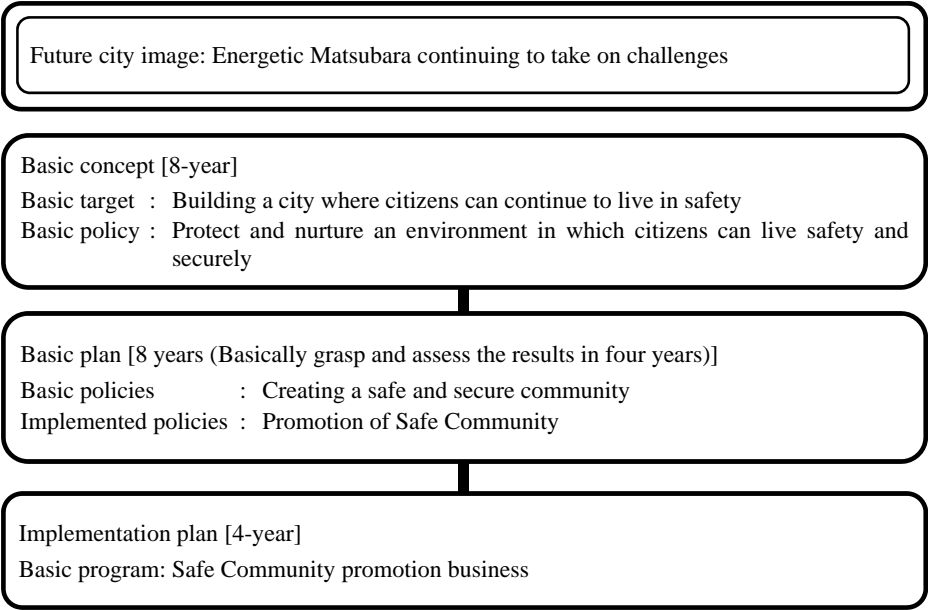 Future city image: Energetic Matsubara continuing to take on challenges
Basic concept [8-year]
Basic target : Building a city where citizens can continue to live in safety
Basic policy : Protect and nurture an environment in which citizens can live safety and
securely
Basic plan [8 years (Basically grasp and assess the results in four years)]
Basic policies : Creating a safe and secure community
Implemented policies : Promotion of Safe Community
Implementation plan [4-year]
Basic program: Safe Community promotion business